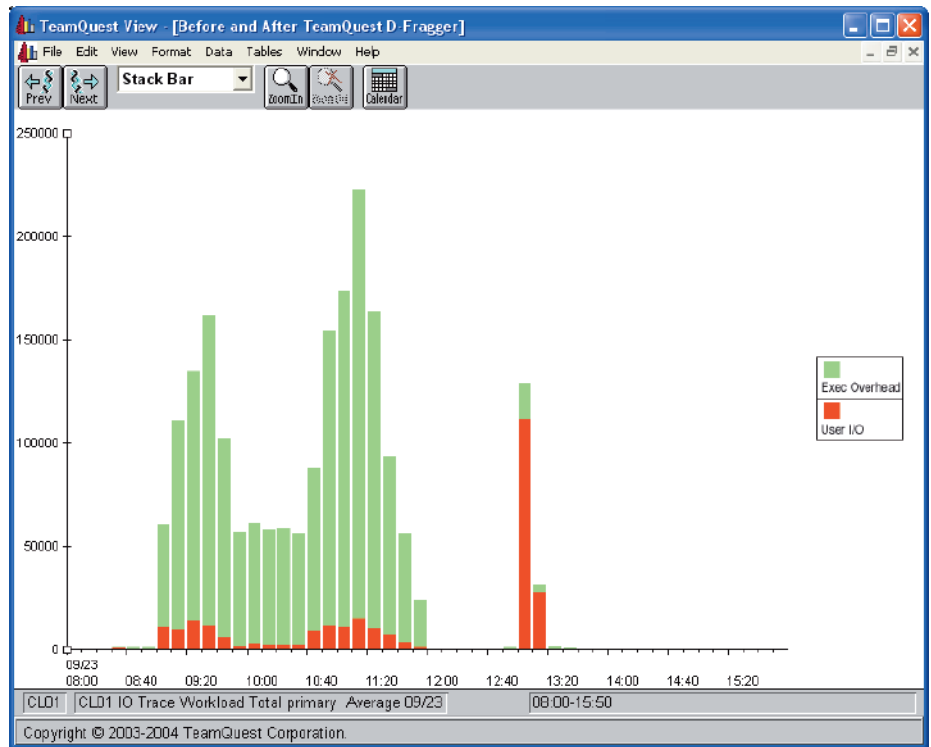 TeamQuest View - [Before and After TeamQuest D-Fragger]
File Edit View Format Data Tables Window Help
Prev Next Stack Bar ZoomIn Calendar
250000
200000
150000
100000
50000
0
Exec Overhead
User I/O
09/23
08:00 08:40 09:20 10:00 10:40 11:20 12:00 12:40 13:20 14:00 14:40 15:20
CL01 CL01 IO Trace Workload Total primary Average 09/23 08:00-15:50
Copyright © 2003-2004 TeamQuest Corporation.